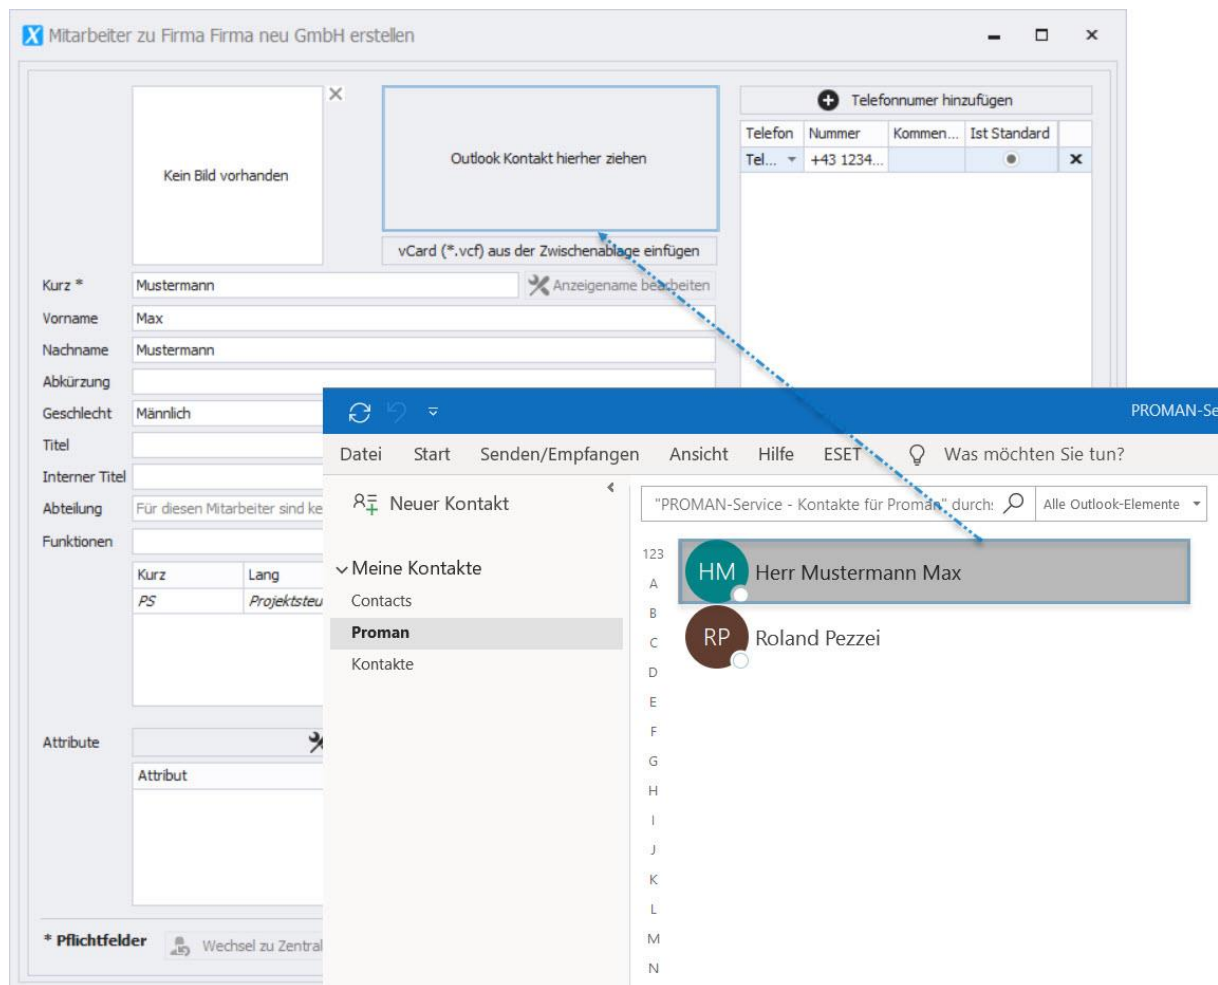 X Mitarbeiter zu Firma Firma neu GmbH erstellen
Kein Bild vorhanden
Outlook Kontakt hierher ziehen
vCard (*.vcf) aus der Zwischenablage einfügen
Telefonnumer hinzufügen
Telefon Nummer Kommen... Ist Standard
Tel... +43 1234...
Kurz * Mustermann Anzeigename bearbeiten
Vorname Max
Nachname Mustermann
Abkürzung
Geschlecht Männlich
Titel
Interner Titel
Abteilung Für diesen Mitarbeiter sind ke
Funktionen
Kurz Lang
PS Projektsteu
Attribute
Attribut
* Pflichtfelder Wechsel zu Zentral
PROMAN-Se
Datei Start Senden/Empfangen Ansicht Hilfe ESET Was möchten Sie tun?
Neuer Kontakt
"PROMAN-Service - Kontakte für Proman" durchs Alle Outlook-Elemente
Meine Kontakte
Contacts
Proman
Kontakte
123
A
B
C
D
E
F
G
H
I
J
K
L
M
N
HM Herr Mustermann Max
RP Roland Pezzei